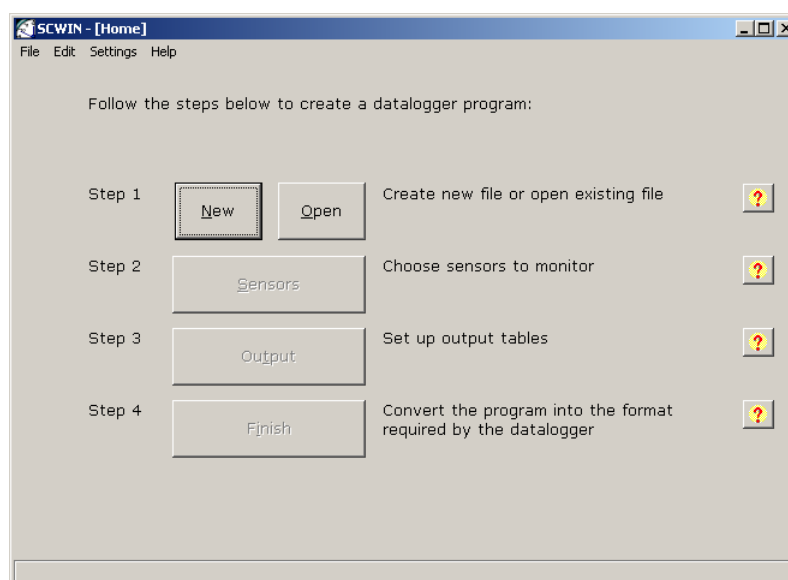 SCWIN - [Home]
File Edit Settings Help
Follow the steps below to create a datalogger program:
Step 1 New Open Create new file or open existing file ?
Step 2 Sensors Choose sensors to monitor ?
Step 3 Output Set up output tables ?
Step 4 Finish Convert the program into the format
required by the datalogger ?